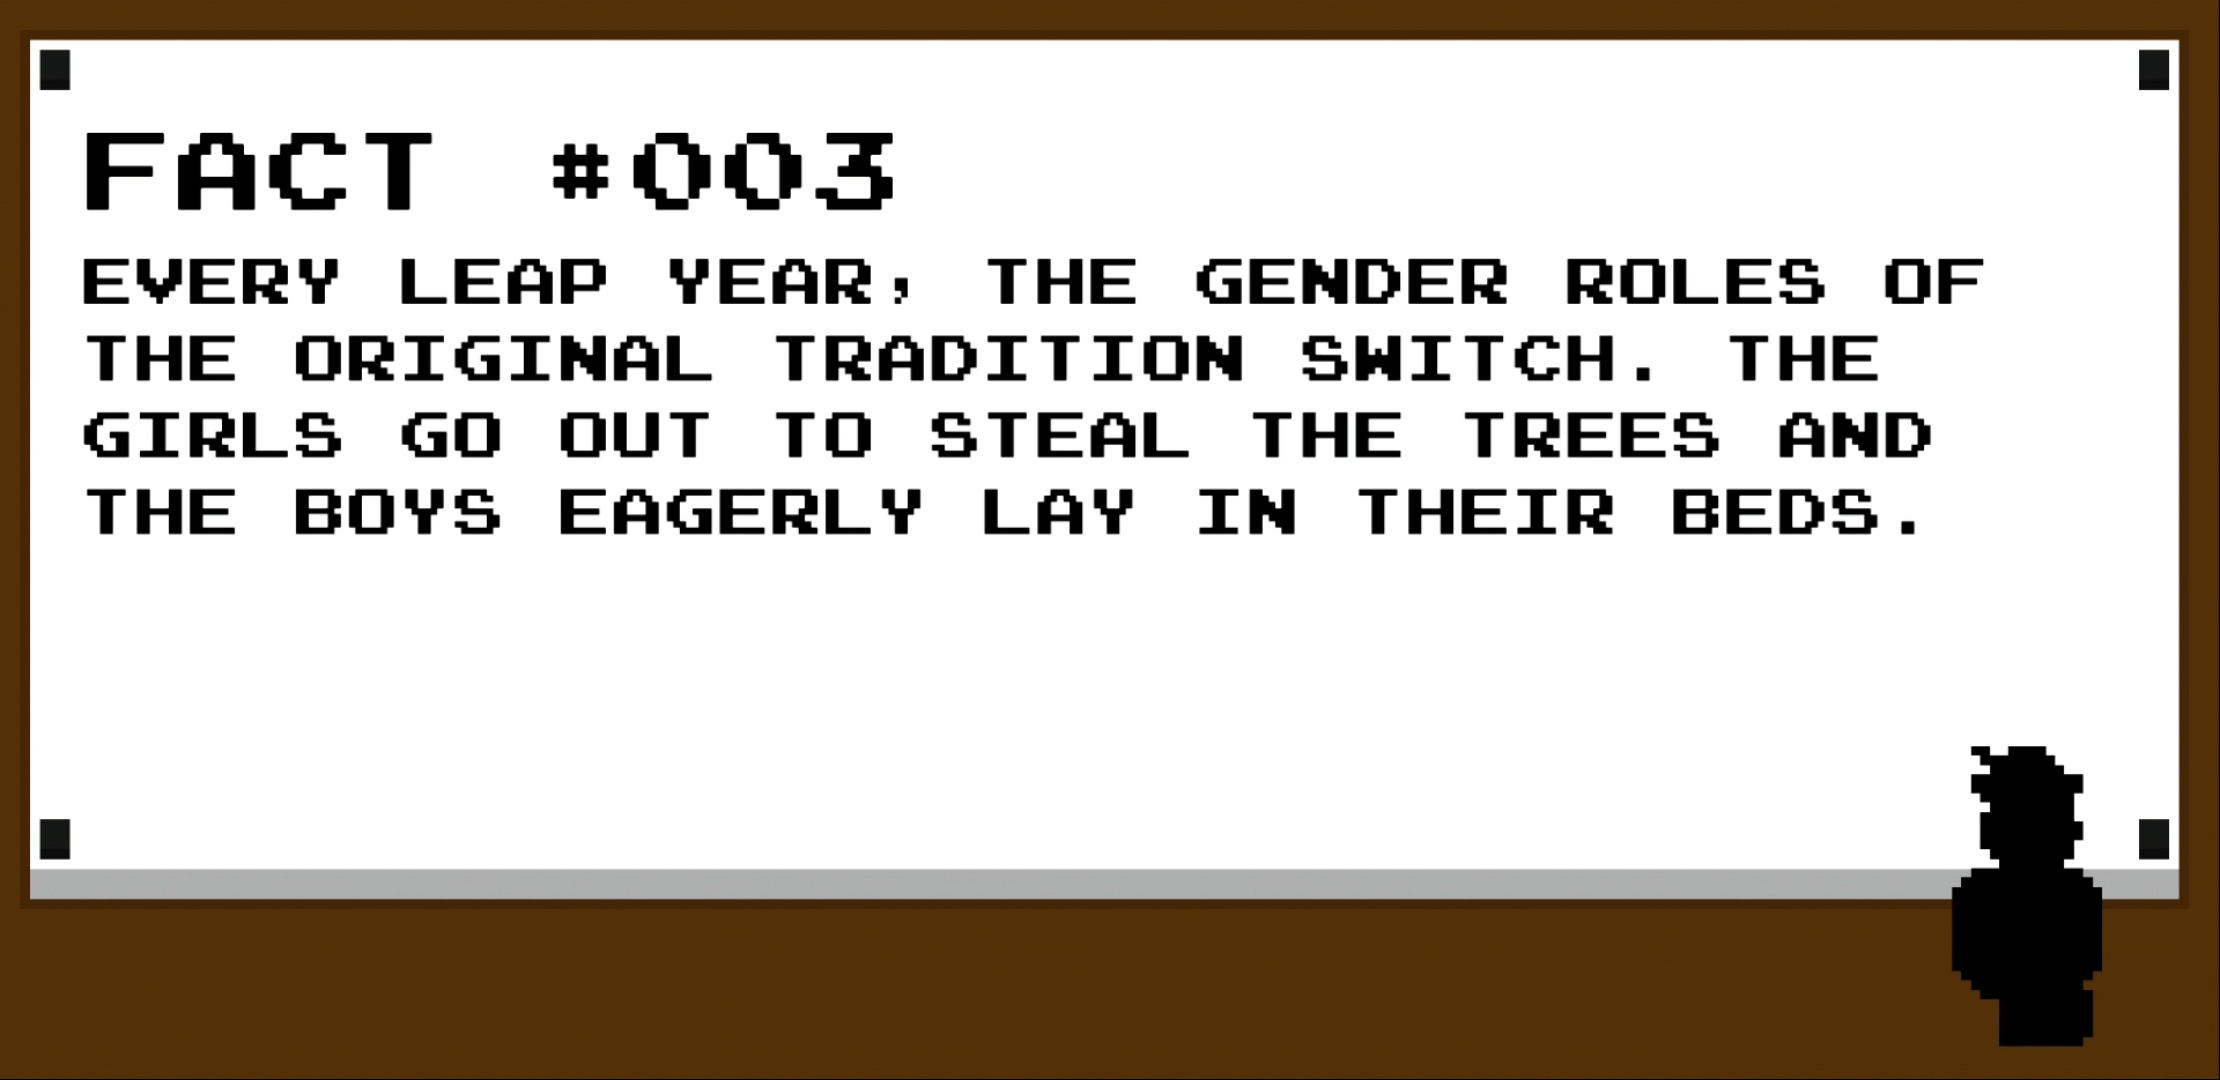 FACT #003
EVERY LEAP YEAR, THE GENDER ROLES OF
THE ORIGINAL TRADITION SWITCH. THE
GIRLS GO OUT TO STEAL THE TREES AND
THE BOYS EAGERLY LAY IN THEIR BEDS.